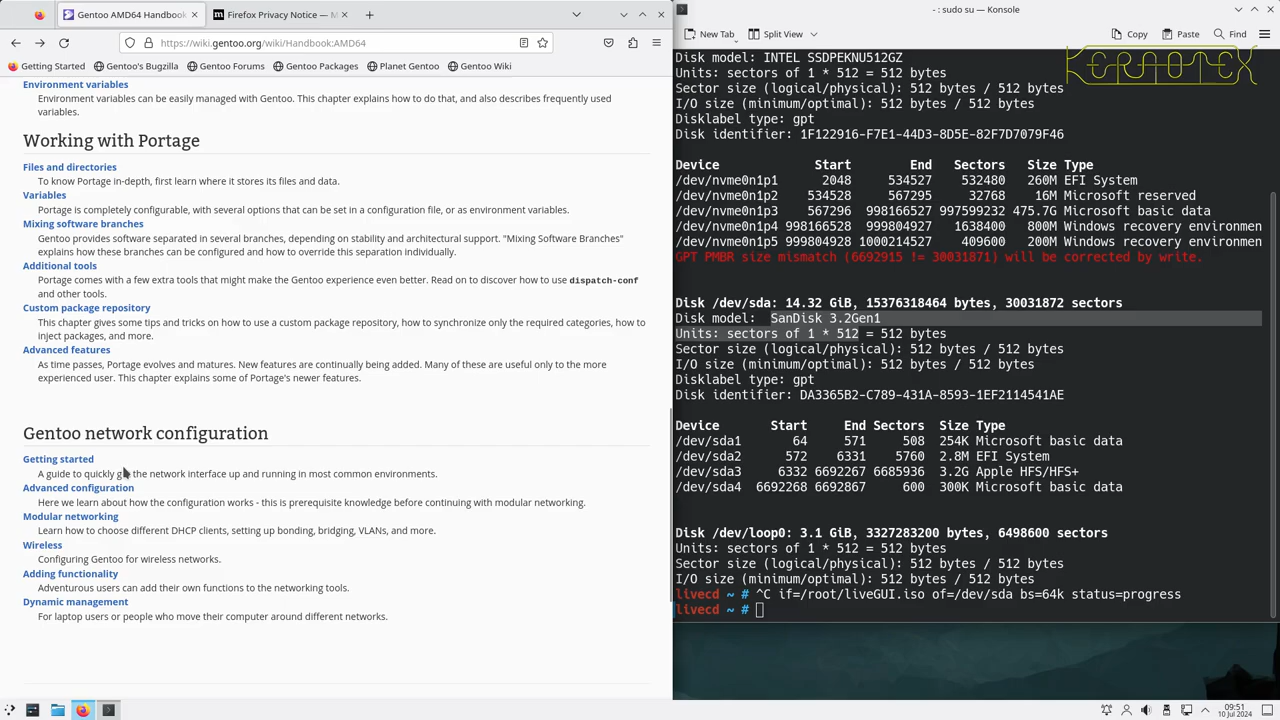 Gentoo AMD64 Handbook
Firefox Privacy Notice — M
https://wiki.gentoo.org/wiki/Handbook:AMD64
Getting Started
Gentoo's Bugzilla
Gentoo Forums
Gentoo Packages
Planet Gentoo
Gentoo Wiki
Environment variables
Environment variables can be easily managed with Gentoo. This chapter explains how to do that, and also describes frequently used
variables.
Working with Portage
Files and directories
To know Portage in-depth, first learn where it stores its files and data.
Variables
Portage is completely configurable, with several options that can be set in a configuration file, or as environment variables.
Mixing software branches
Gentoo provides software separated in several branches, depending on stability and architectural support. "Mixing Software Branches"
explains how these branches can be configured and how to override this separation individually.
Additional tools
Portage comes with a few extra tools that might make the Gentoo experience even better. Read on to discover how to use dispatch-conf
and other tools.
Custom package repository
This chapter gives some tips and tricks on how to use a custom package repository, how to synchronize only the required categories, how to
inject packages, and more.
Advanced features
As time passes, Portage evolves and matures. New features are continually being added. Many of these are useful only to the more
experienced user. This chapter explains some of Portage's newer features.
Gentoo network configuration
Getting started
A guide to quickly get the network interface up and running in most common environments.
Advanced configuration
Here we learn about how the configuration works - this is prerequisite knowledge before continuing with modular networking.
Modular networking
Learn how to choose different DHCP clients, setting up bonding, bridging, VLANs, and more.
Wireless
Configuring Gentoo for wireless networks.
Adding functionality
Adventurous users can add their own functions to the networking tools.
Dynamic management
For laptop users or people who move their computer around different networks.
- : sudo su — Konsole
New Tab
Split View
Copy
Paste
Find
KERNOTEX
Disk model: INTEL SSDPEKNU512GZ
Units: sectors of 1 * 512 = 512 bytes
Sector size (logical/physical): 512 bytes / 512 bytes
I/O size (minimum/optimal): 512 bytes / 512 bytes
Disklabel type: gpt
Disk identifier: 1F122916-F7E1-44D3-8D5E-82F7D7079F46
Device Start End Sectors Size Type
/dev/nvme0n1p1 2048 534527 532480 260M EFI System
/dev/nvme0n1p2 534528 567295 32768 16M Microsoft reserved
/dev/nvme0n1p3 567296 998166527 997599232 475.7G Microsoft basic data
/dev/nvme0n1p4 998166528 999804927 1638400 800M Windows recovery environmen
/dev/nvme0n1p5 999804928 1000214527 409600 200M Windows recovery environmen
GPT PMBR size mismatch (6692915 != 30031871) will be corrected by write.
Disk /dev/sda: 14.32 GiB, 15376318464 bytes, 30031872 sectors
Disk model: SanDisk 3.2Gen1
Units: sectors of 1 * 512 = 512 bytes
Sector size (logical/physical): 512 bytes / 512 bytes
I/O size (minimum/optimal): 512 bytes / 512 bytes
Disklabel type: gpt
Disk identifier: DA3365B2-C789-431A-8593-1EF2114541AE
Device Start End Sectors Size Type
/dev/sda1 64 571 508 254K Microsoft basic data
/dev/sda2 572 6331 5760 2.8M EFI System
/dev/sda3 6332 6692267 6685936 3.2G Apple HFS/HFS+
/dev/sda4 6692268 6692867 600 300K Microsoft basic data
Disk /dev/loop0: 3.1 GiB, 3327283200 bytes, 6498600 sectors
Units: sectors of 1 * 512 = 512 bytes
Sector size (logical/physical): 512 bytes / 512 bytes
I/O size (minimum/optimal): 512 bytes / 512 bytes
livecd ~ # ^C if=/root/liveGUI.iso of=/dev/sda bs=64k status=progress
livecd ~ #
09:51
10 Jul 2024